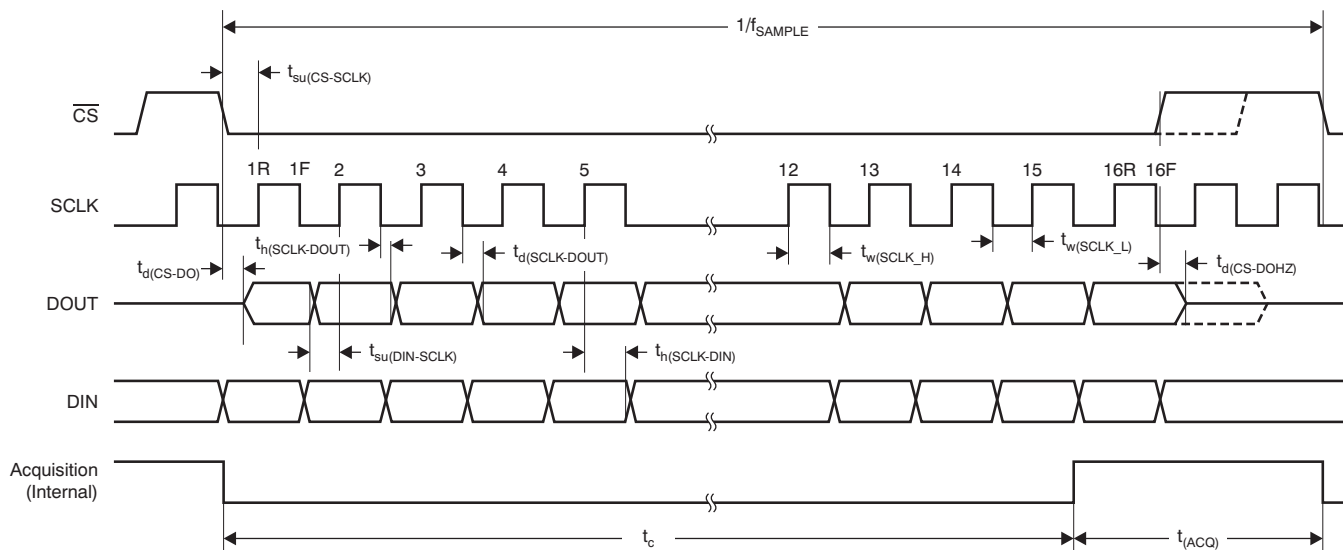 1/fSAMPLE
tsu(CS-SCLK)
CS
1R 1F 2 3 4 5 12 13 14 15 16R 16F
SCLK
th(SCLK-DOUT) td(SCLK-DOUT) tw(SCLK_H) tw(SCLK_L)
td(CS-DO) td(CS-DOHZ)
DOUT
tsu(DIN-SCLK) th(SCLK-DIN)
DIN
Acquisition
(Internal)
tc t(ACQ)